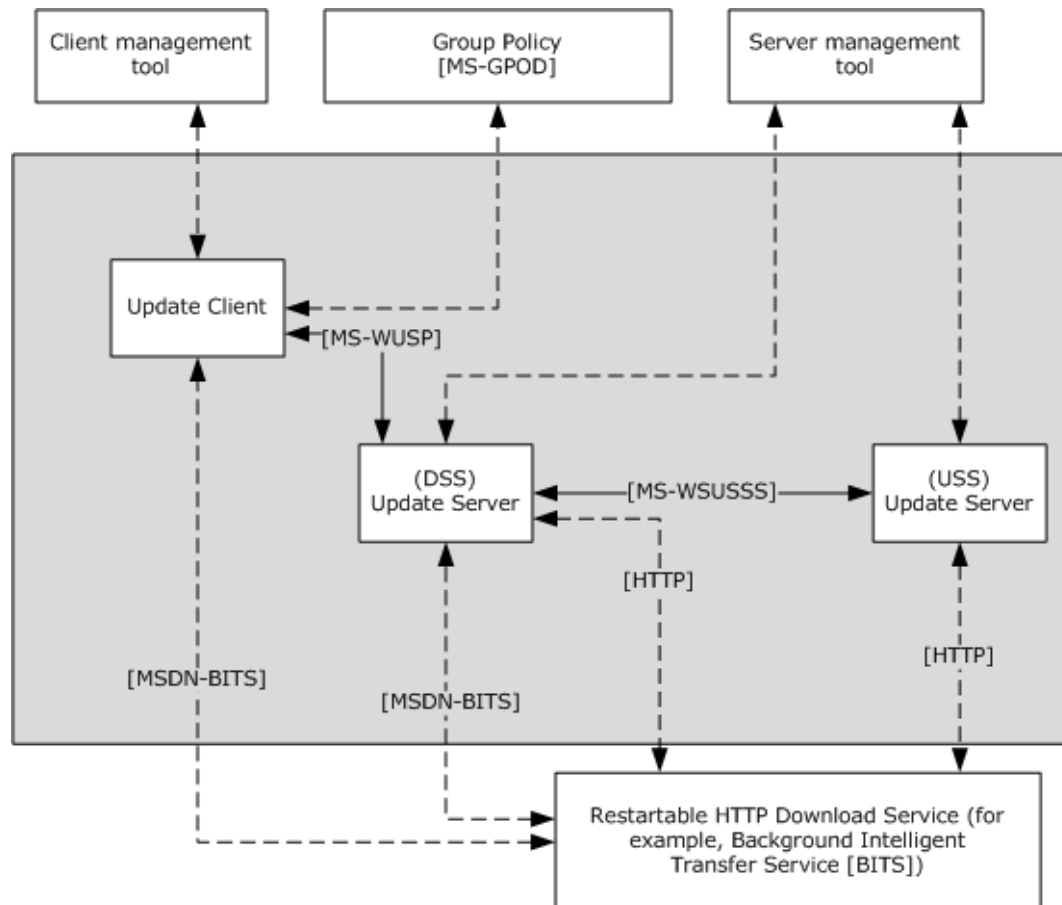 Client management
tool
Group Policy
[MS-GPOD]
Server management
tool
Update Client
[MS-WUSP]
(DSS)
Update Server
[MS-WSUSSS]
(USS)
Update Server
[HTTP]
[HTTP]
[MSDN-BITS]
[MSDN-BITS]
Restartable HTTP Download Service (for
example, Background Intelligent
Transfer Service [BITS])